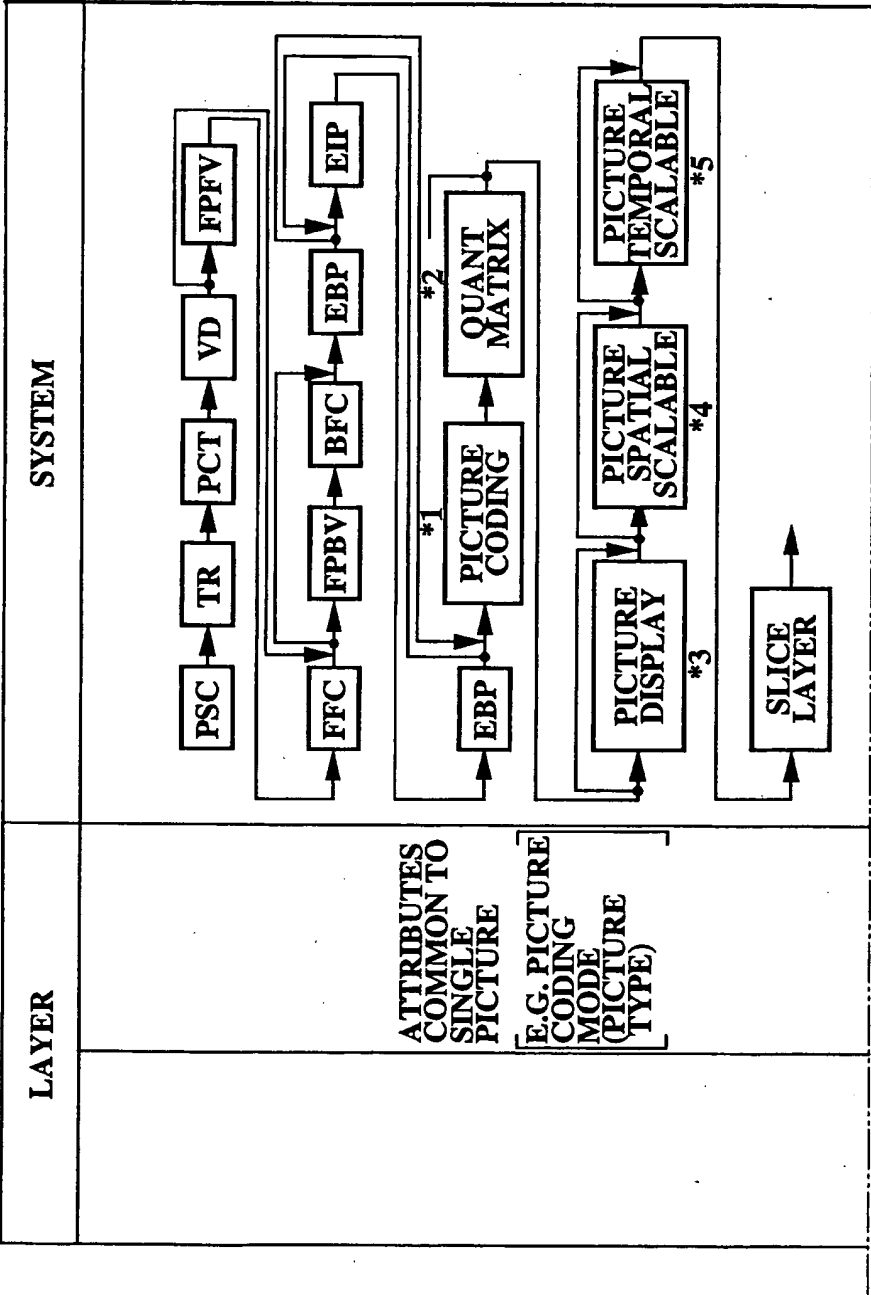 LAYER
SYSTEM
ATTRIBUTES
COMMON TO
SINGLE
PICTURE
E.G. PICTURE
CODING
MODE
(PICTURE
TYPE)
PSC
TR
PCT
VD
FPFV
FFC
FPBV
BFC
EBP
EIP
EBP
PICTURE
CODING
*1
QUANT
MATRIX
*2
PICTURE
DISPLAY
*3
PICTURE
SPATIAL
SCALABLE
*4
PICTURE
TEMPORAL
SCALABLE
*5
SLICE
LAYER